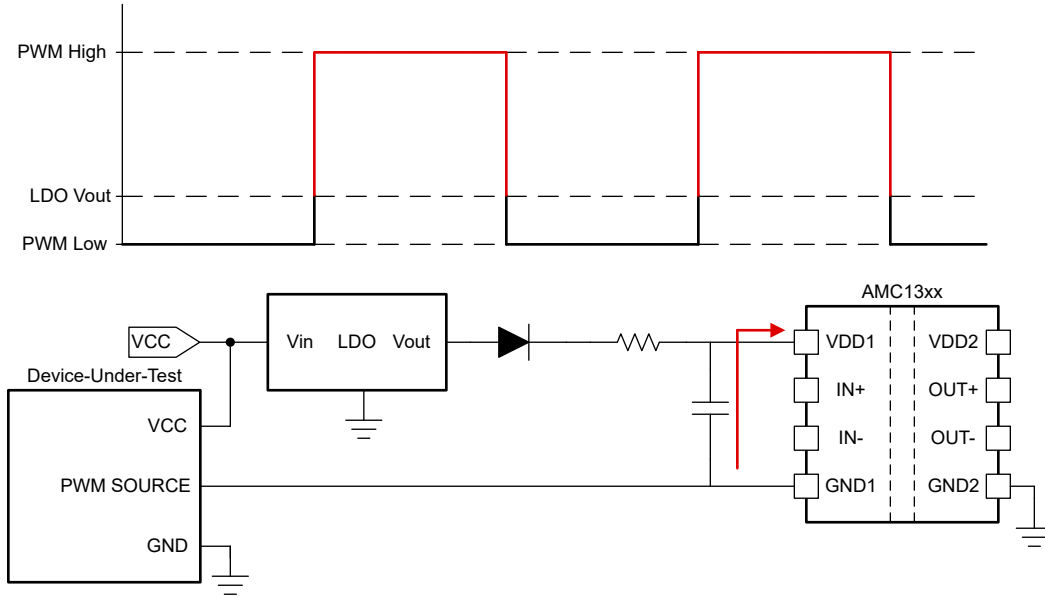 PWM High
LDO Vout
PWM Low
AMC13xx
VCC
Vin LDO Vout
VDD1 VDD2
Device-Under-Test
IN+ OUT+
VCC
IN- OUT-
PWM SOURCE
GND1 GND2
GND